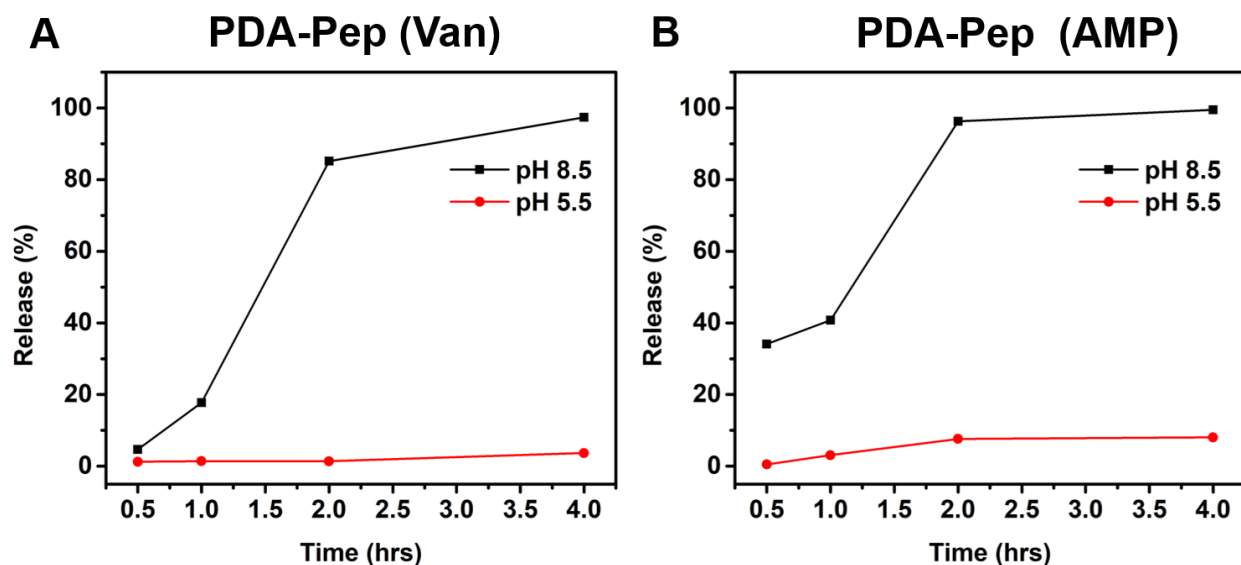 A PDA-Pep (Van)
100
80
60
40
20
0
Release (%)
pH 8.5
pH 5.5
0.5 1.0 1.5 2.0 2.5 3.0 3.5 4.0
Time (hrs)
B PDA-Pep (AMP)
100
80
60
40
20
0
Release (%)
pH 8.5
pH 5.5
0.5 1.0 1.5 2.0 2.5 3.0 3.5 4.0
Time (hrs)